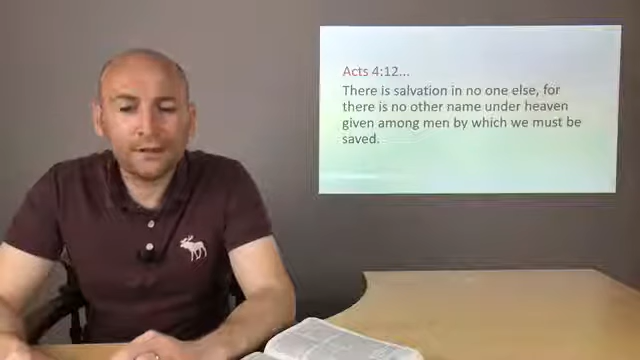 Acts 4:12...
There is salvation in no one else, for
there is no other name under heaven
given among men by which we must be
saved.